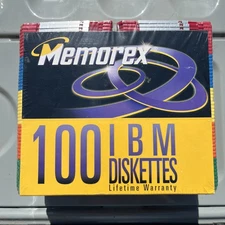 Memorex
100 IBM
DISKETTES
Lifetime Warranty